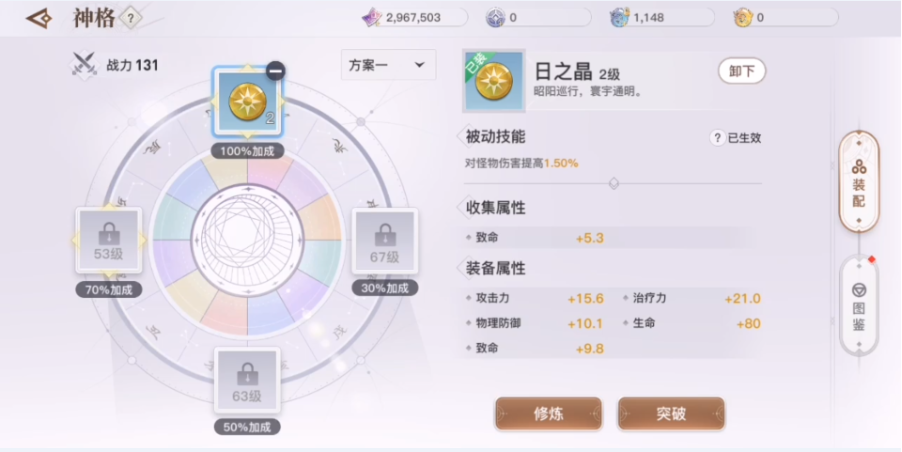 神格 ?
2,967,503
0
1,148
0
战力 131
方案一
2
100%加成
53级
70%加成
67级
30%加成
63级
50%加成
已装
日之晶 2级
昭阳巡行，寰宇通明。
卸下
被动技能
? 已生效
对怪物伤害提高1.50%
收集属性
致命 +5.3
装备属性
攻击力 +15.6 治疗力 +21.0
物理防御 +10.1 生命 +80
致命 +9.8
修炼
突破
装配
图鉴